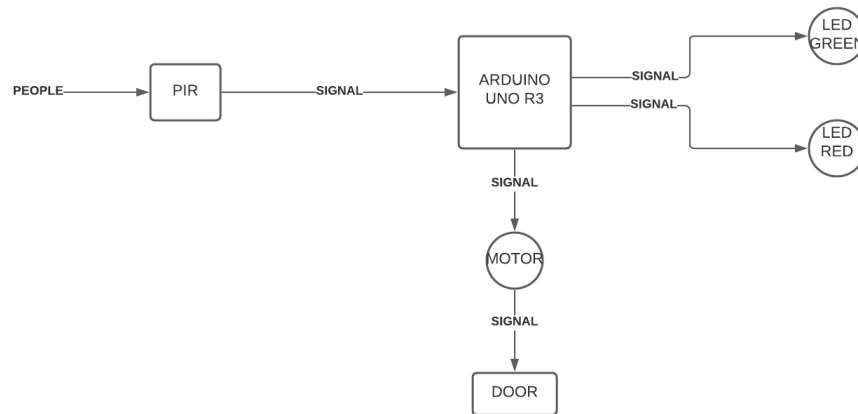 LED
GREEN
ARDUINO
UNO R3
SIGNAL
PEOPLE
PIR
SIGNAL
SIGNAL
LED
RED
SIGNAL
MOTOR
SIGNAL
DOOR